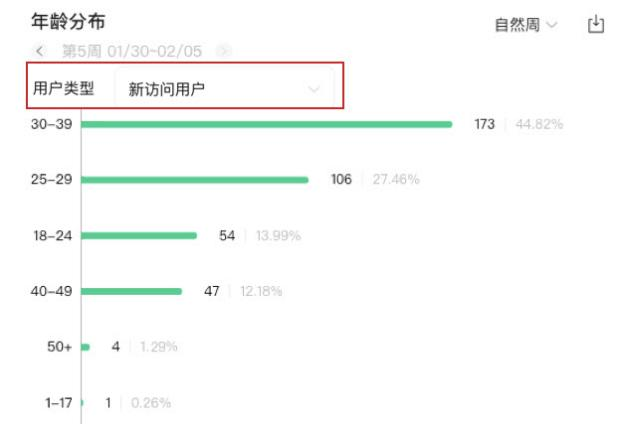 年龄分布
自然周
第5周 01/30~02/05
用户类型 新访问用户
30-39 173 44.82%
25-29 106 27.46%
18-24 54 13.99%
40-49 47 12.18%
50+ 4 1.29%
1-17 1 0.26%